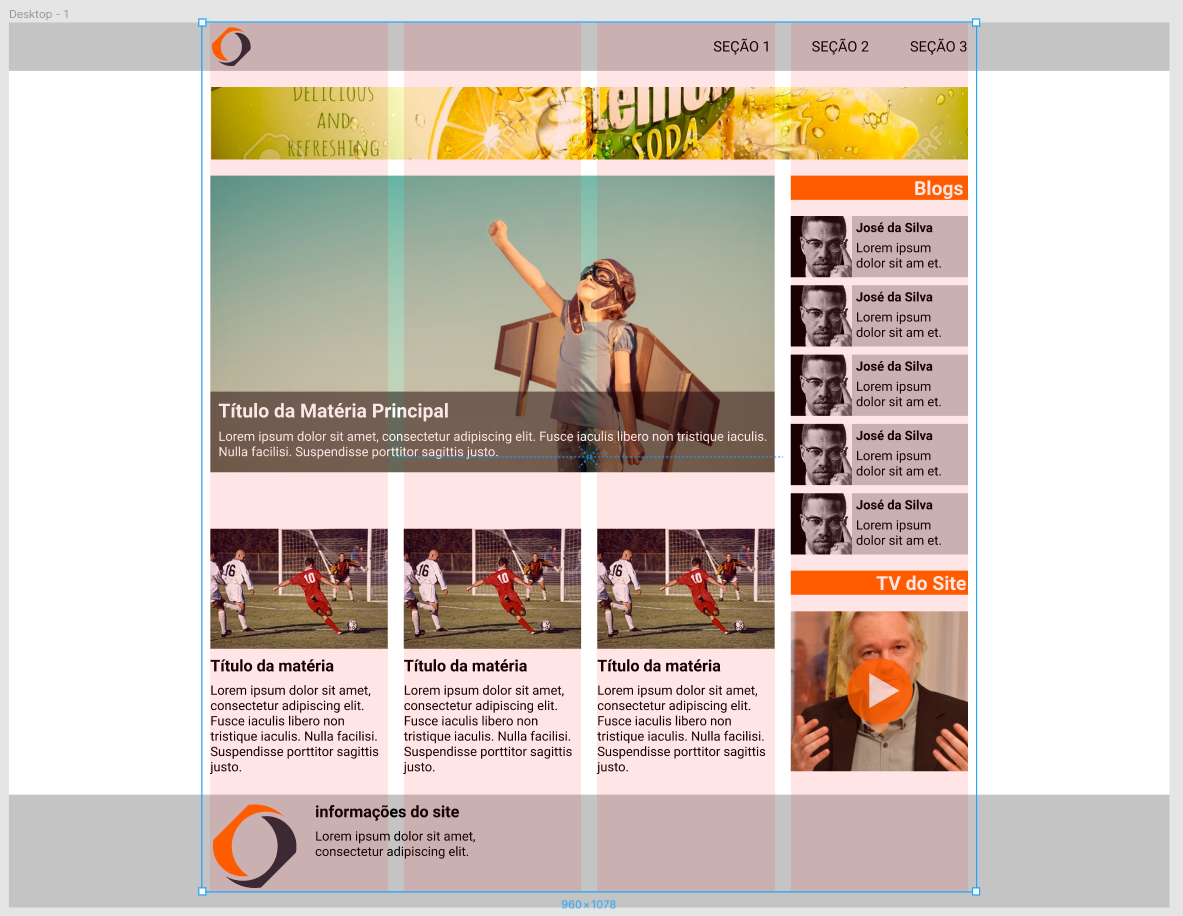 Desktop - 1
SEÇÃO 1
SEÇÃO 2
SEÇÃO 3
DELICIOUS
AND
REFRESHING
lemon
SODA
Blogs
José da Silva
Lorem ipsum
dolor sit am et.
José da Silva
Lorem ipsum
dolor sit am et.
José da Silva
Lorem ipsum
dolor sit am et.
José da Silva
Lorem ipsum
dolor sit am et.
José da Silva
Lorem ipsum
dolor sit am et.
Título da Matéria Principal
Lorem ipsum dolor sit amet, consectetur adipiscing elit. Fusce iaculis libero non tristique iaculis.
Nulla facilisi. Suspendisse porttitor sagittis justo.
TV do Site
16
10
16
10
16
10
Título da matéria
Lorem ipsum dolor sit amet,
consectetur adipiscing elit.
Fusce iaculis libero non
tristique iaculis. Nulla facilisi.
Suspendisse porttitor sagittis
justo.
Título da matéria
Lorem ipsum dolor sit amet,
consectetur adipiscing elit.
Fusce iaculis libero non
tristique iaculis. Nulla facilisi.
Suspendisse porttitor sagittis
justo.
Título da matéria
Lorem ipsum dolor sit amet,
consectetur adipiscing elit.
Fusce iaculis libero non
tristique iaculis. Nulla facilisi.
Suspendisse porttitor sagittis
justo.
informações do site
Lorem ipsum dolor sit amet,
consectetur adipiscing elit.
960×1078